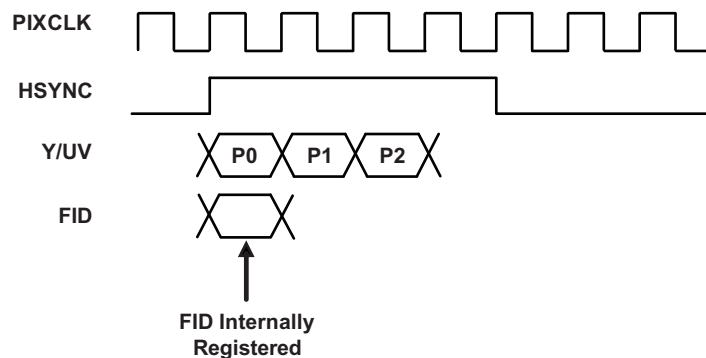 PIXCLK
HSYNC
Y/UV P0 P1 P2
FID
FID Internally
Registered